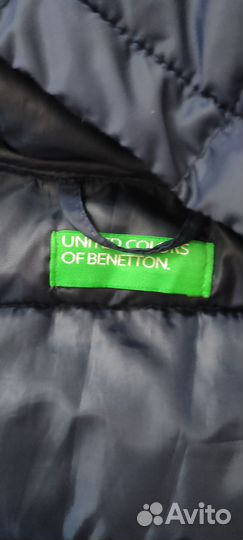 UNITED COLORS
OF BENETTON.
Avito